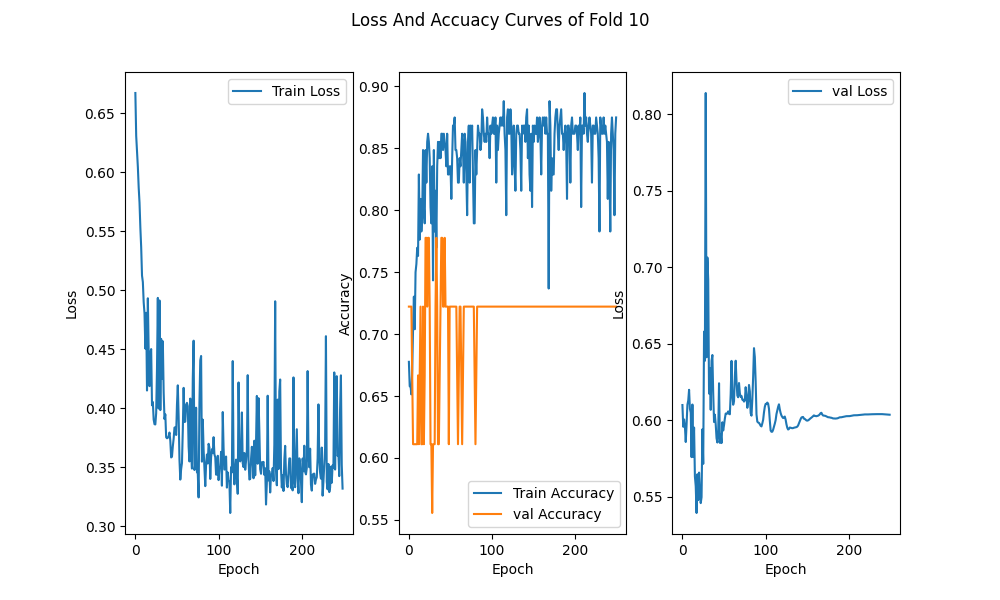 Loss And Accuacy Curves of Fold 10
Train Loss
0.65
0.60
0.55
0.50
0.45
0.40
0.35
0.30
Loss
0
100
200
Epoch
0.90
0.85
0.80
0.75
0.70
0.65
0.60
0.55
Accuracy
Train Accuracy
val Accuracy
0
100
200
Epoch
val Loss
0.80
0.75
0.70
0.65
0.60
0.55
Loss
0
100
200
Epoch